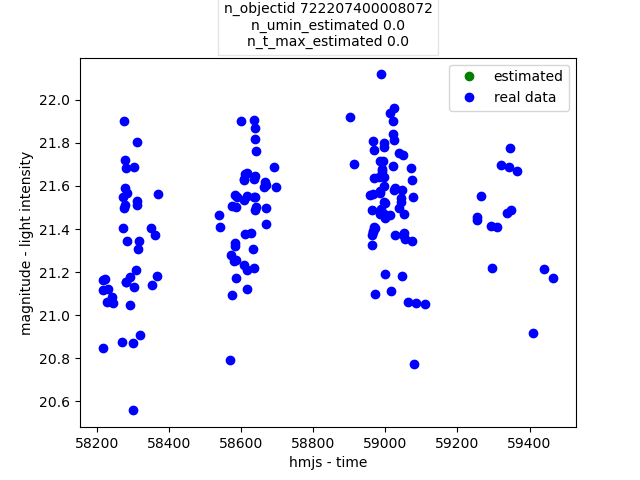 n_objectid 722207400008072
n_umin_estimated 0.0
n_t_max_estimated 0.0
estimated
real data
magnitude - light intensity
22.0
21.8
21.6
21.4
21.2
21.0
20.8
20.6
58200 58400 58600 58800 59000 59200 59400
hmjs - time